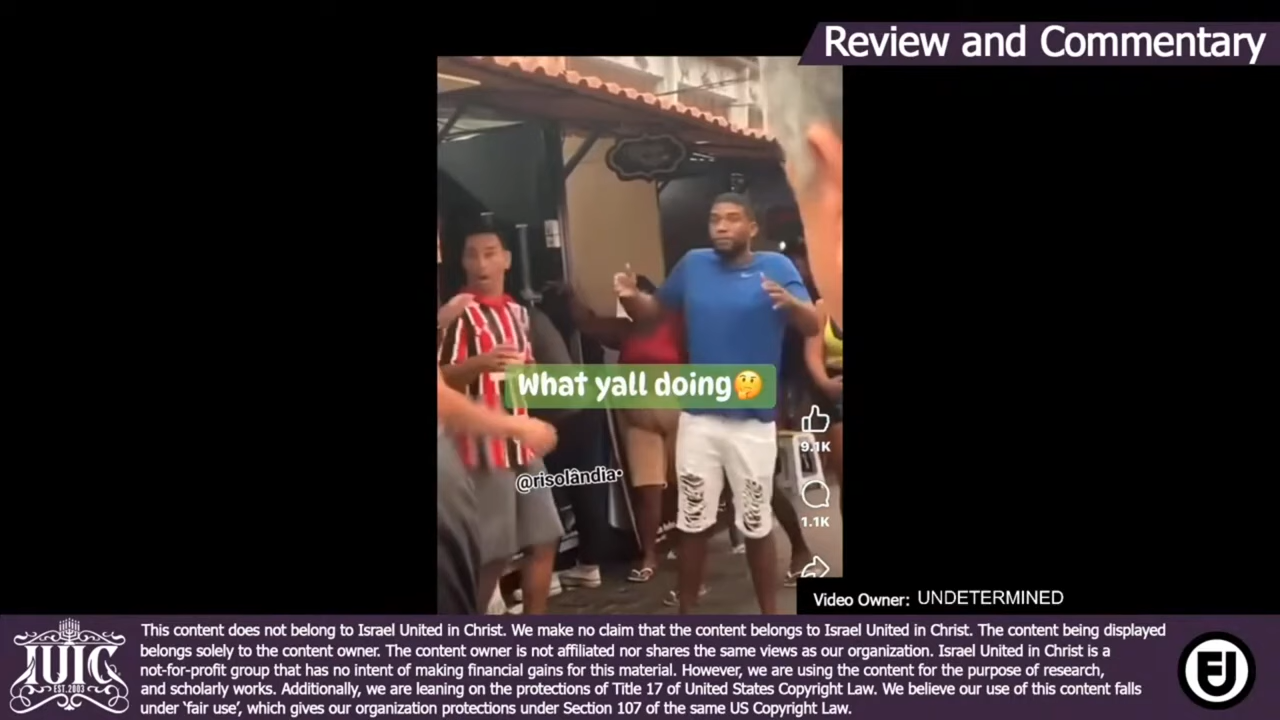 Review and Commentary
What yall doing🤔
@risolândia•
9.1K
1.1K
Video Owner: UNDETERMINED
This content does not belong to Israel United in Christ. We make no claim that the content belongs to Israel United in Christ. The content being displayed
belongs solely to the content owner. The content owner is not affiliated nor shares the same views as our organization. Israel United in Christ is a
not-for-profit group that has no intent of making financial gains for this material. However, we are using the content for the purpose of research,
and scholarly works. Additionally, we are leaning on the protections of Title 17 of United States Copyright Law. We believe our use of this content falls
under ‘fair use’, which gives our organization protections under Section 107 of the same US Copyright Law.
IUIC
EST.2003